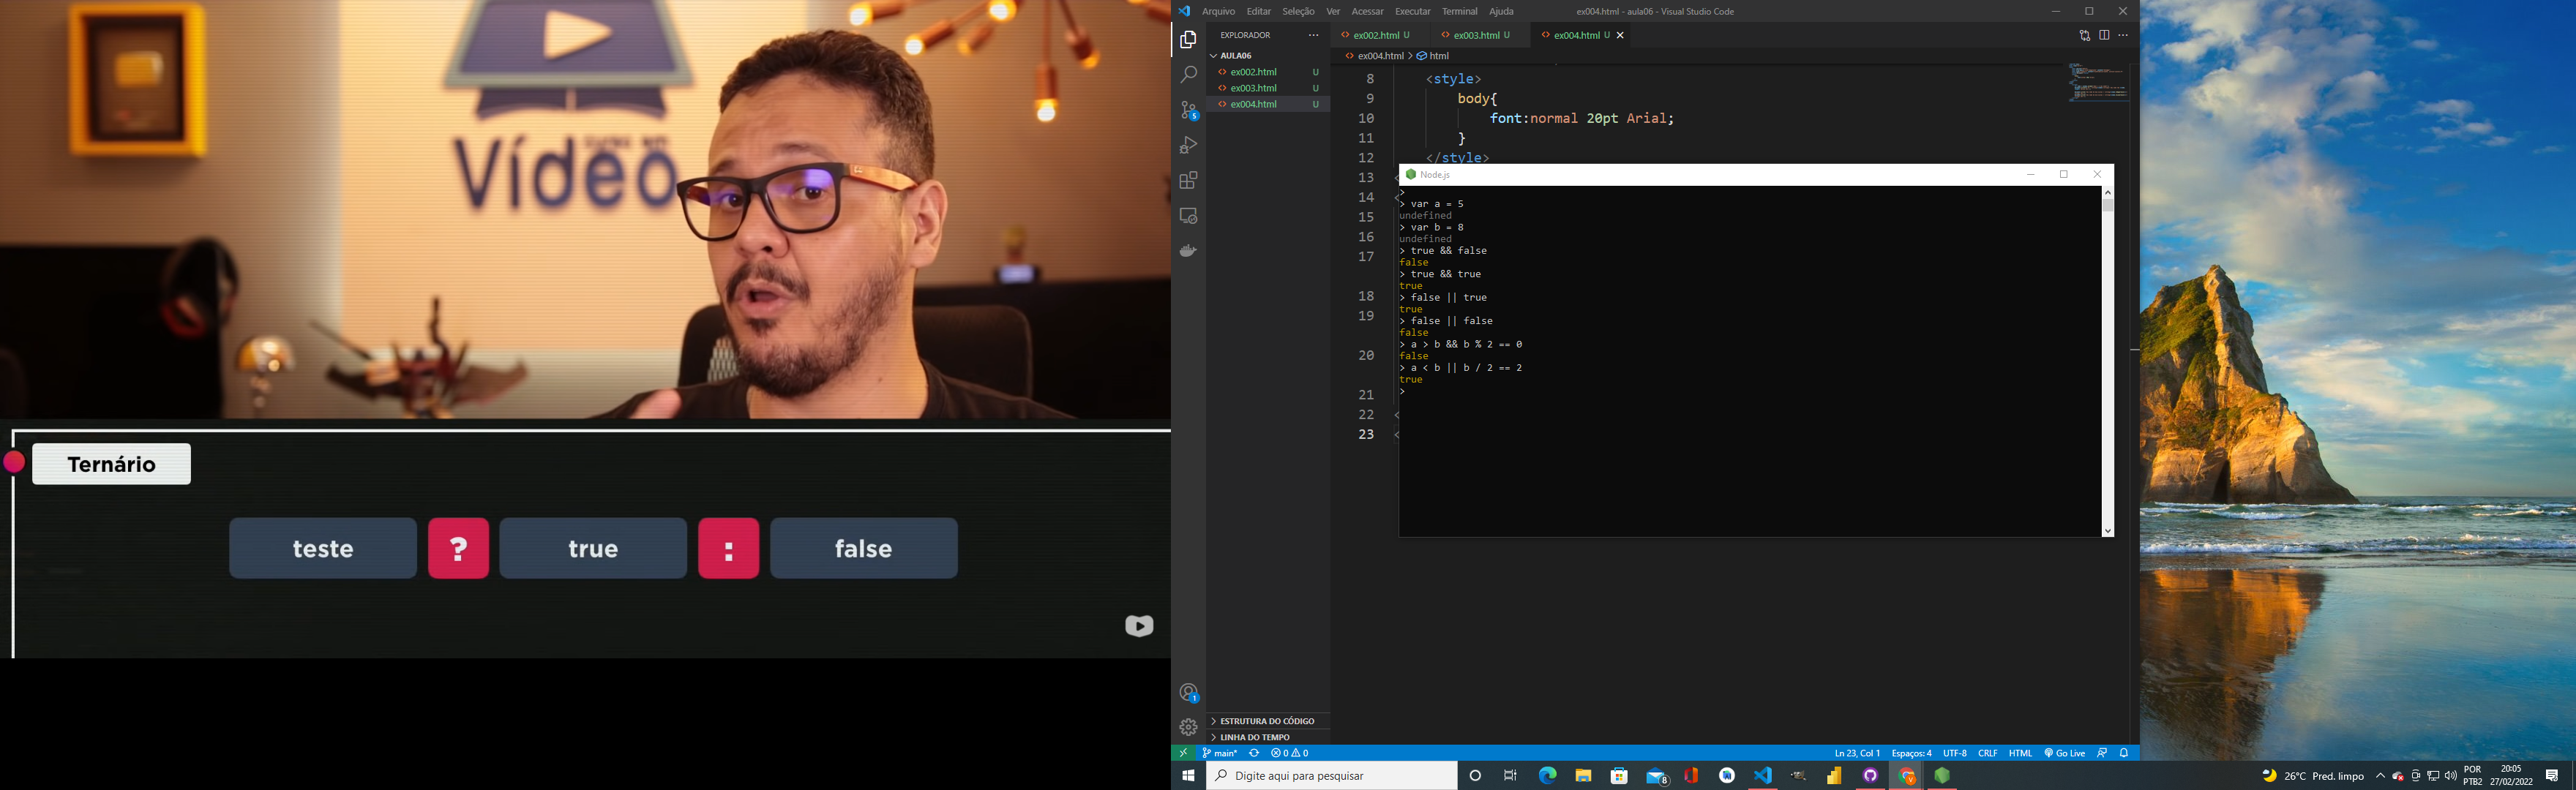 Vídeo
Ternário
teste ? true : false
Arquivo Editar Seleção Ver Acessar Executar Terminal Ajuda
ex004.html - aula06 - Visual Studio Code
EXPLORADOR
AULA06
ex002.html U
ex003.html U
ex004.html U
ESTRUTURA DO CÓDIGO
LINHA DO TEMPO
ex002.html U ex003.html U ex004.html U
ex004.html > html
8 <style>
9 body{
10 font:normal 20pt Arial;
11 }
12 </style>
13 <
14 <
15
16
17
18
19
20
21
22 <
23 <
Node.js
>
> var a = 5
undefined
> var b = 8
undefined
> true && false
false
> true && true
true
> false || true
true
> false || false
false
> a > b && b % 2 == 0
false
> a < b || b / 2 == 2
true
>
5
1
main* 0 0 Ln 23, Col 1 Espaços: 4 UTF-8 CRLF HTML Go Live
Digite aqui para pesquisar
8
26°C Pred. limpo
POR
PTB2
20:05
27/02/2022